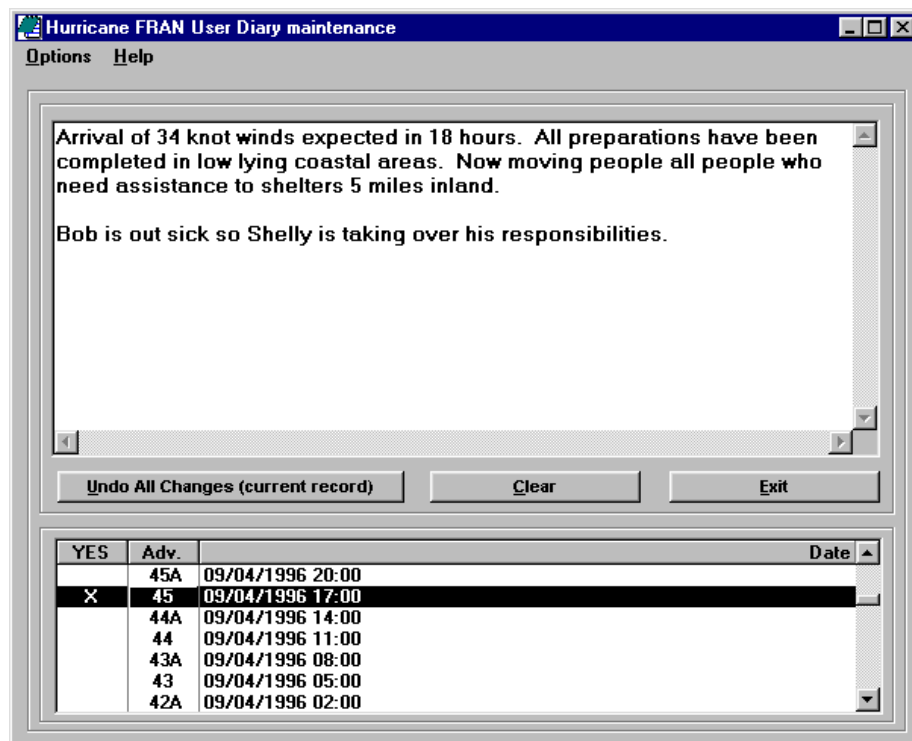 Hurricane FRAN User Diary maintenance
Options Help
Arrival of 34 knot winds expected in 18 hours.  All preparations have been
completed in low lying coastal areas.  Now moving people all people who
need assistance to shelters 5 miles inland.
Bob is out sick so Shelly is taking over his responsibilities.
Undo All Changes (current record) Clear Exit
YES Adv. Date
45A 09/04/1996 20:00
X 45 09/04/1996 17:00
44A 09/04/1996 14:00
44 09/04/1996 11:00
43A 09/04/1996 08:00
43 09/04/1996 05:00
42A 09/04/1996 02:00